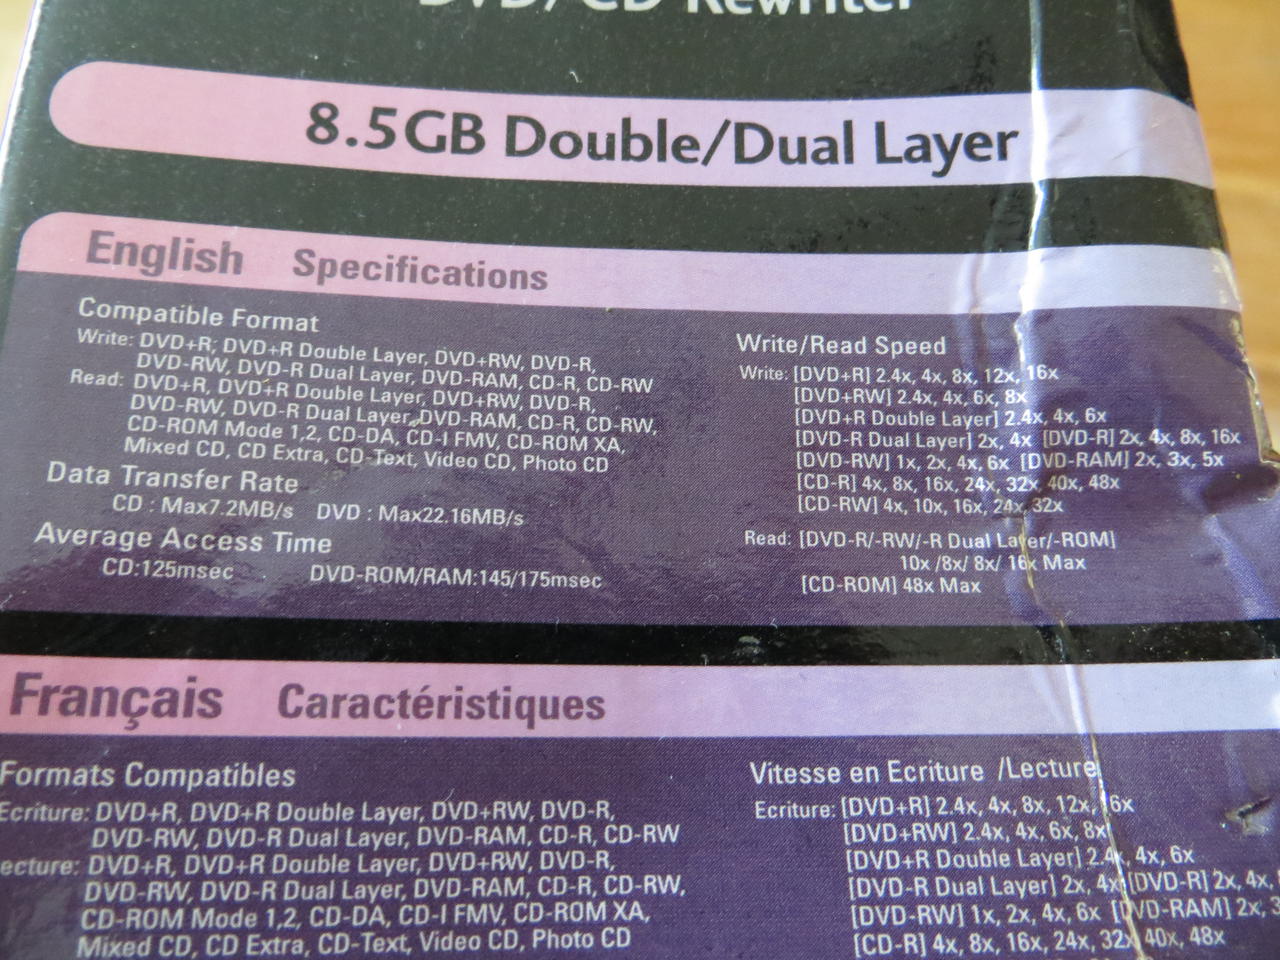 DVD/CD Rewriter
8.5GB Double/Dual Layer
English Specifications
Compatible Format
Write: DVD+R, DVD+R Double Layer, DVD+RW, DVD-R,
DVD-RW, DVD-R Dual Layer, DVD-RAM, CD-R, CD-RW
Read: DVD+R, DVD+R Double Layer, DVD+RW, DVD-R,
DVD-RW, DVD-R Dual Layer, DVD-RAM, CD-R, CD-RW,
CD-ROM Mode 1,2, CD-DA, CD-I FMV, CD-ROM XA,
Mixed CD, CD Extra, CD-Text, Video CD, Photo CD
Data Transfer Rate
CD : Max7.2MB/s DVD : Max22.16MB/s
Average Access Time
CD:125msec DVD-ROM/RAM:145/175msec
Write/Read Speed
Write: [DVD+R] 2.4x, 4x, 8x, 12x, 16x
[DVD+RW] 2.4x, 4x, 6x, 8x
[DVD+R Double Layer] 2.4x, 4x, 6x
[DVD-R Dual Layer] 2x, 4x [DVD-R] 2x, 4x, 8x, 16x
[DVD-RW] 1x, 2x, 4x, 6x [DVD-RAM] 2x, 3x, 5x
[CD-R] 4x, 8x, 16x, 24x, 32x, 40x, 48x
[CD-RW] 4x, 10x, 16x, 24x, 32x
Read: [DVD-R/-RW/-R Dual Layer/-ROM]
10x /8x/ 8x/ 16x Max
[CD-ROM] 48x Max
Français Caractéristiques
Formats Compatibles
Ecriture: DVD+R, DVD+R Double Layer, DVD+RW, DVD-R,
DVD-RW, DVD-R Dual Layer, DVD-RAM, CD-R, CD-RW
ecture: DVD+R, DVD+R Double Layer, DVD+RW, DVD-R,
DVD-RW, DVD-R Dual Layer, DVD-RAM, CD-R, CD-RW,
CD-ROM Mode 1,2, CD-DA, CD-I FMV, CD-ROM XA,
Mixed CD, CD Extra, CD-Text, Video CD, Photo CD
Vitesse en Ecriture /Lecture
Ecriture: [DVD+R] 2.4x, 4x, 8x, 12x, 16x
[DVD+RW] 2.4x, 4x, 6x, 8x
[DVD+R Double Layer] 2.4x, 4x, 6x
[DVD-R Dual Layer] 2x, 4x [DVD-R] 2x, 4x,
[DVD-RW] 1x, 2x, 4x, 6x [DVD-RAM] 2x,
[CD-R] 4x, 8x, 16x, 24x, 32x, 40x, 48x